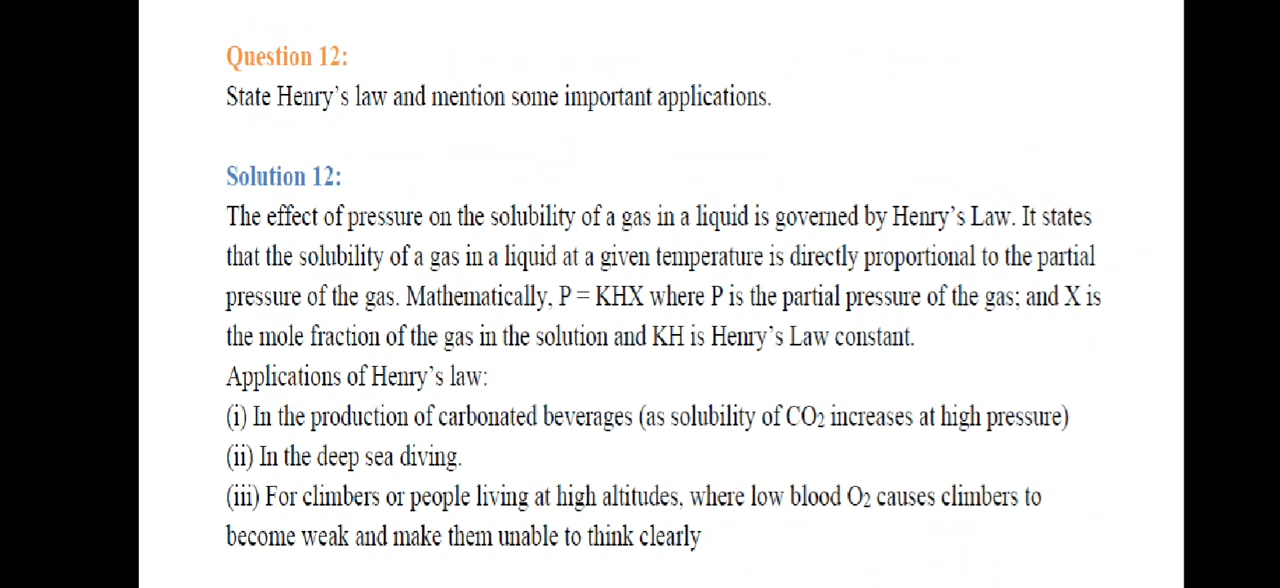 Question 12:
State Henry’s law and mention some important applications.
Solution 12:
The effect of pressure on the solubility of a gas in a liquid is governed by Henry’s Law. It states
that the solubility of a gas in a liquid at a given temperature is directly proportional to the partial
pressure of the gas. Mathematically, P = KHX where P is the partial pressure of the gas; and X is
the mole fraction of the gas in the solution and KH is Henry’s Law constant.
Applications of Henry’s law:
(i) In the production of carbonated beverages (as solubility of CO2 increases at high pressure)
(ii) In the deep sea diving.
(iii) For climbers or people living at high altitudes, where low blood O2 causes climbers to
become weak and make them unable to think clearly